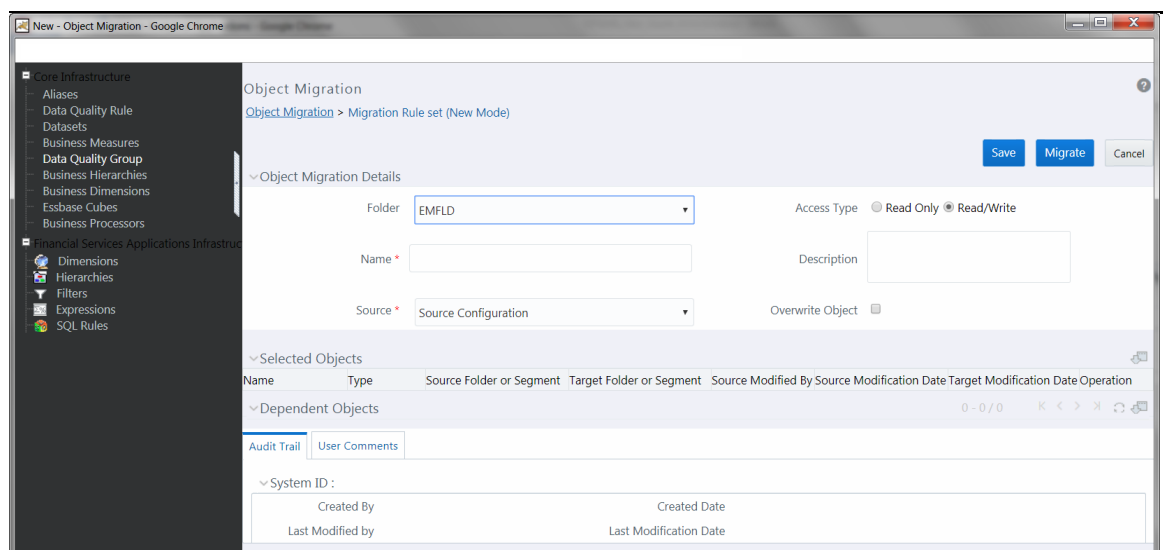 New - Object Migration - Google Chrome
Core Infrastructure
Aliases
Data Quality Rule
Datasets
Business Measures
Data Quality Group
Business Hierarchies
Business Dimensions
Essbase Cubes
Business Processors
Financial Services Applications Infrastruc
Dimensions
Hierarchies
Filters
Expressions
SQL Rules
Object Migration
?
Object Migration > Migration Rule set (New Mode)
Save Migrate Cancel
Object Migration Details
Folder EMFLD Access Type Read Only Read/Write
Name * Description
Source * Source Configuration Overwrite Object
Selected Objects
Name Type Source Folder or Segment Target Folder or Segment Source Modified By Source Modification Date Target Modification Date Operation
Dependent Objects 0 - 0 / 0
Audit Trail User Comments
System ID :
Created By Created Date
Last Modified by Last Modification Date